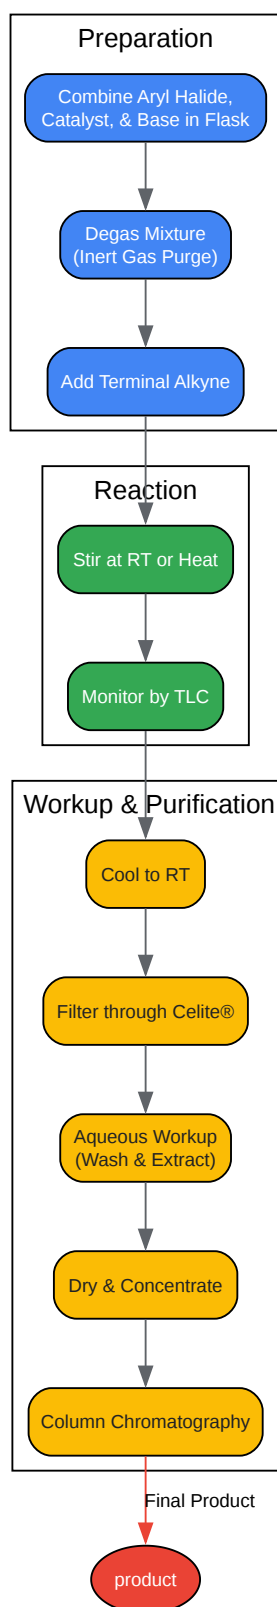 Preparation
Combine Aryl Halide,
Catalyst, & Base in Flask
Degas Mixture
(Inert Gas Purge)
Add Terminal Alkyne
Reaction
Stir at RT or Heat
Monitor by TLC
Workup & Purification
Cool to RT
Filter through Celite®
Aqueous Workup
(Wash & Extract)
Dry & Concentrate
Column Chromatography
Final Product
product